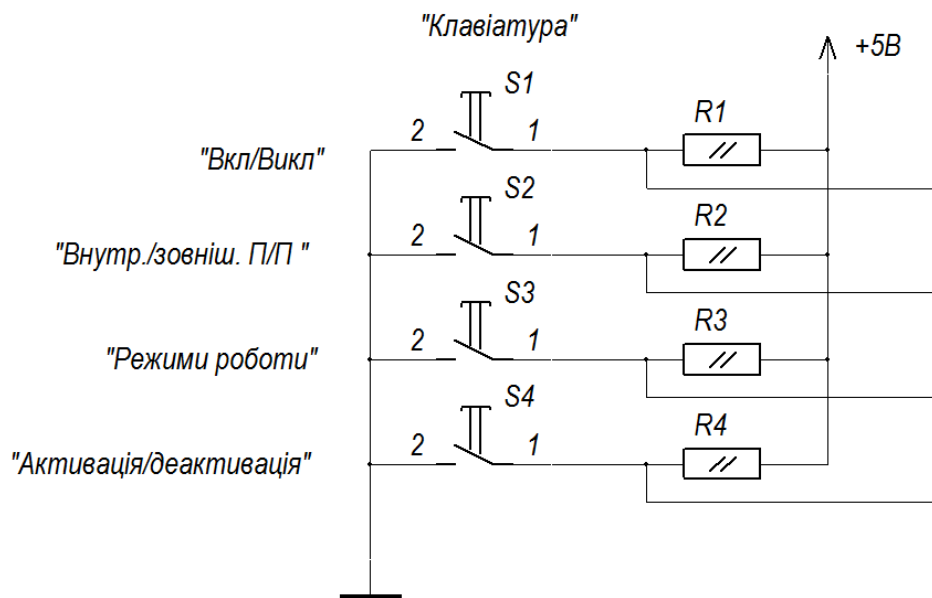 "Клавіатура"
+5В
S1
R1
2
1
"Вкл/Викл"
S2
R2
2
1
"Внутр./зовніш. П/П "
S3
R3
2
1
"Режими роботи"
S4
R4
2
1
"Активація/деактивація"